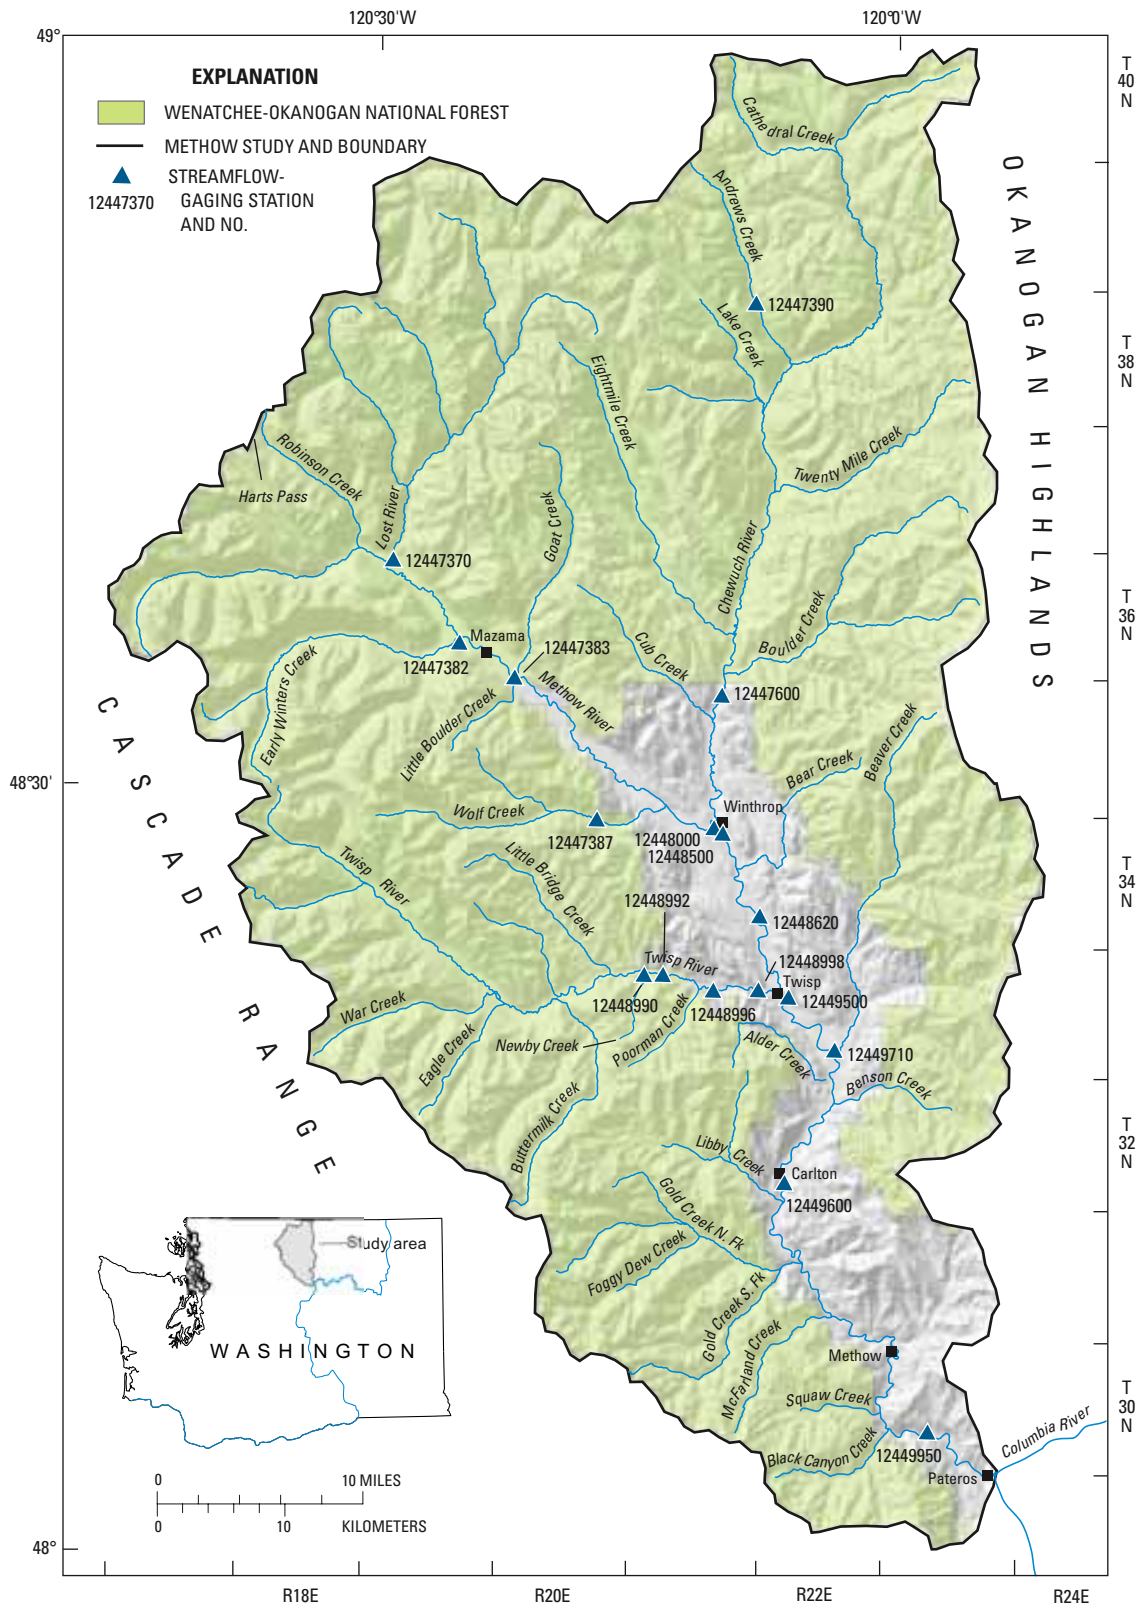 120°30'W
120°0'W
49°
T
40
N
EXPLANATION
WENATCHEE-OKANOGAN NATIONAL FOREST
METHOW STUDY AND BOUNDARY
STREAMFLOW-
GAGING STATION
AND NO.
12447370
Cathedral Creek
Andrews Creek
OKANOGAN HIGHLANDS
12447390
Lake Creek
T
38
N
Eightmile Creek
Robinson Creek
Harts Pass
Twenty Mile Creek
Lost River
Goat Creek
Chewuch River
12447370
T
36
N
Boulder Creek
Mazama
12447382
12447383
Cub Creek
Early Winters Creek
Methow River
Little Boulder Creek
12447600
CASCADE RANGE
Beaver Creek
Bear Creek
48°30'
Winthrop
Wolf Creek
12447387
12448000
12448500
Twisp River
Little Bridge Creek
T
34
N
12448992
12448620
Twisp River
12448998
Twisp
12448990
12448996
12449500
War Creek
Eagle Creek
Newby Creek
Poorman Creek
Alder Creek
12449710
Benson Creek
Buttermilk Creek
T
32
N
Libby Creek
Carlton
12449600
Gold Creek N. Fk
Foggy Dew Creek
Gold Creek S. Fk
Study area
WASHINGTON
McFarland Creek
Methow
Squaw Creek
T
30
N
Black Canyon Creek
12449950
Columbia River
Pateros
0
10 MILES
0
10
KILOMETERS
48°
R18E
R20E
R22E
R24E